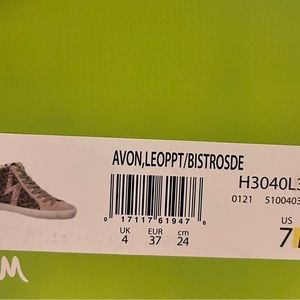 AVON,LEOPPT/BISTROSDE
H3040L3
0121 5100403
0 17117 61947 6
UK EUR cm US
4 37 24 7